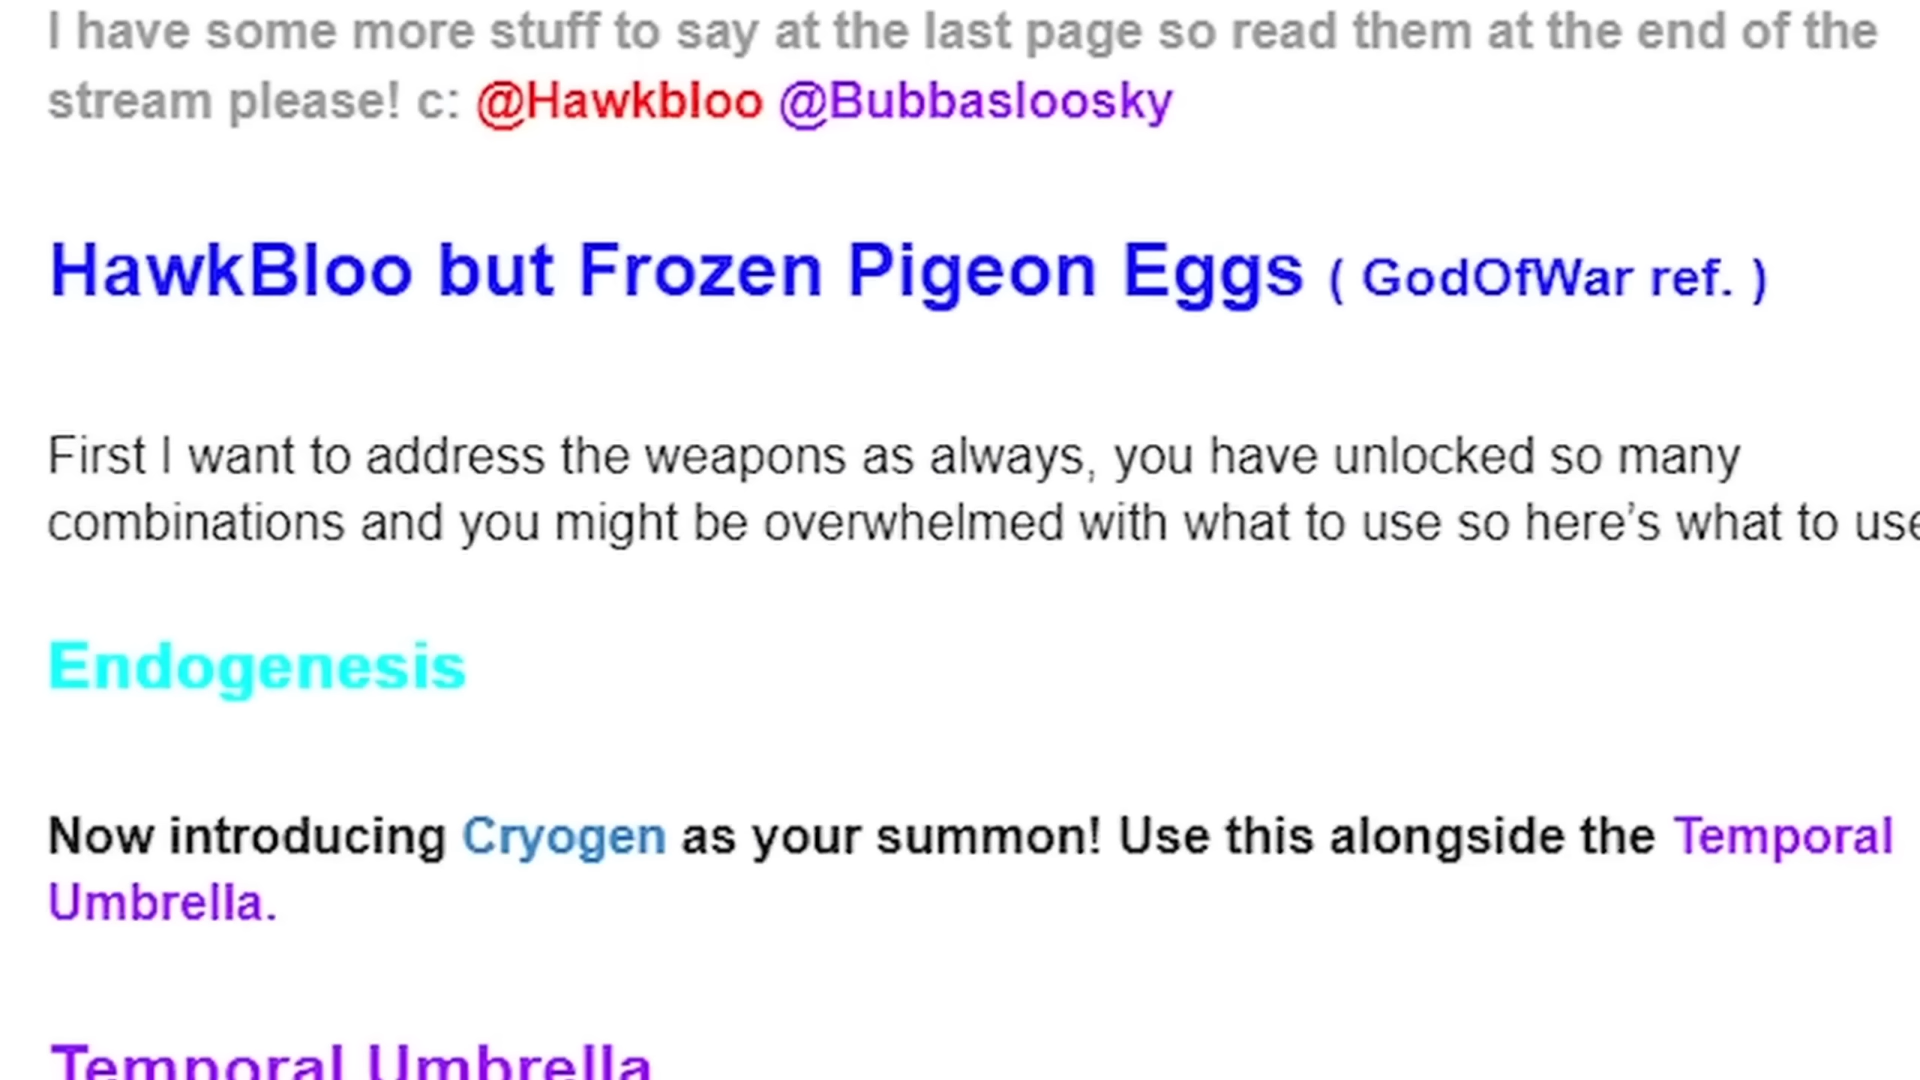 I have some more stuff to say at the last page so read them at the end of the
stream please! c: @Hawkbloo @Bubbasloosky
HawkBloo but Frozen Pigeon Eggs ( GodOfWar ref. )
First I want to address the weapons as always, you have unlocked so many
combinations and you might be overwhelmed with what to use so here’s what to use
Endogenesis
Now introducing Cryogen as your summon! Use this alongside the Temporal
Umbrella.
Temporal Umbrella